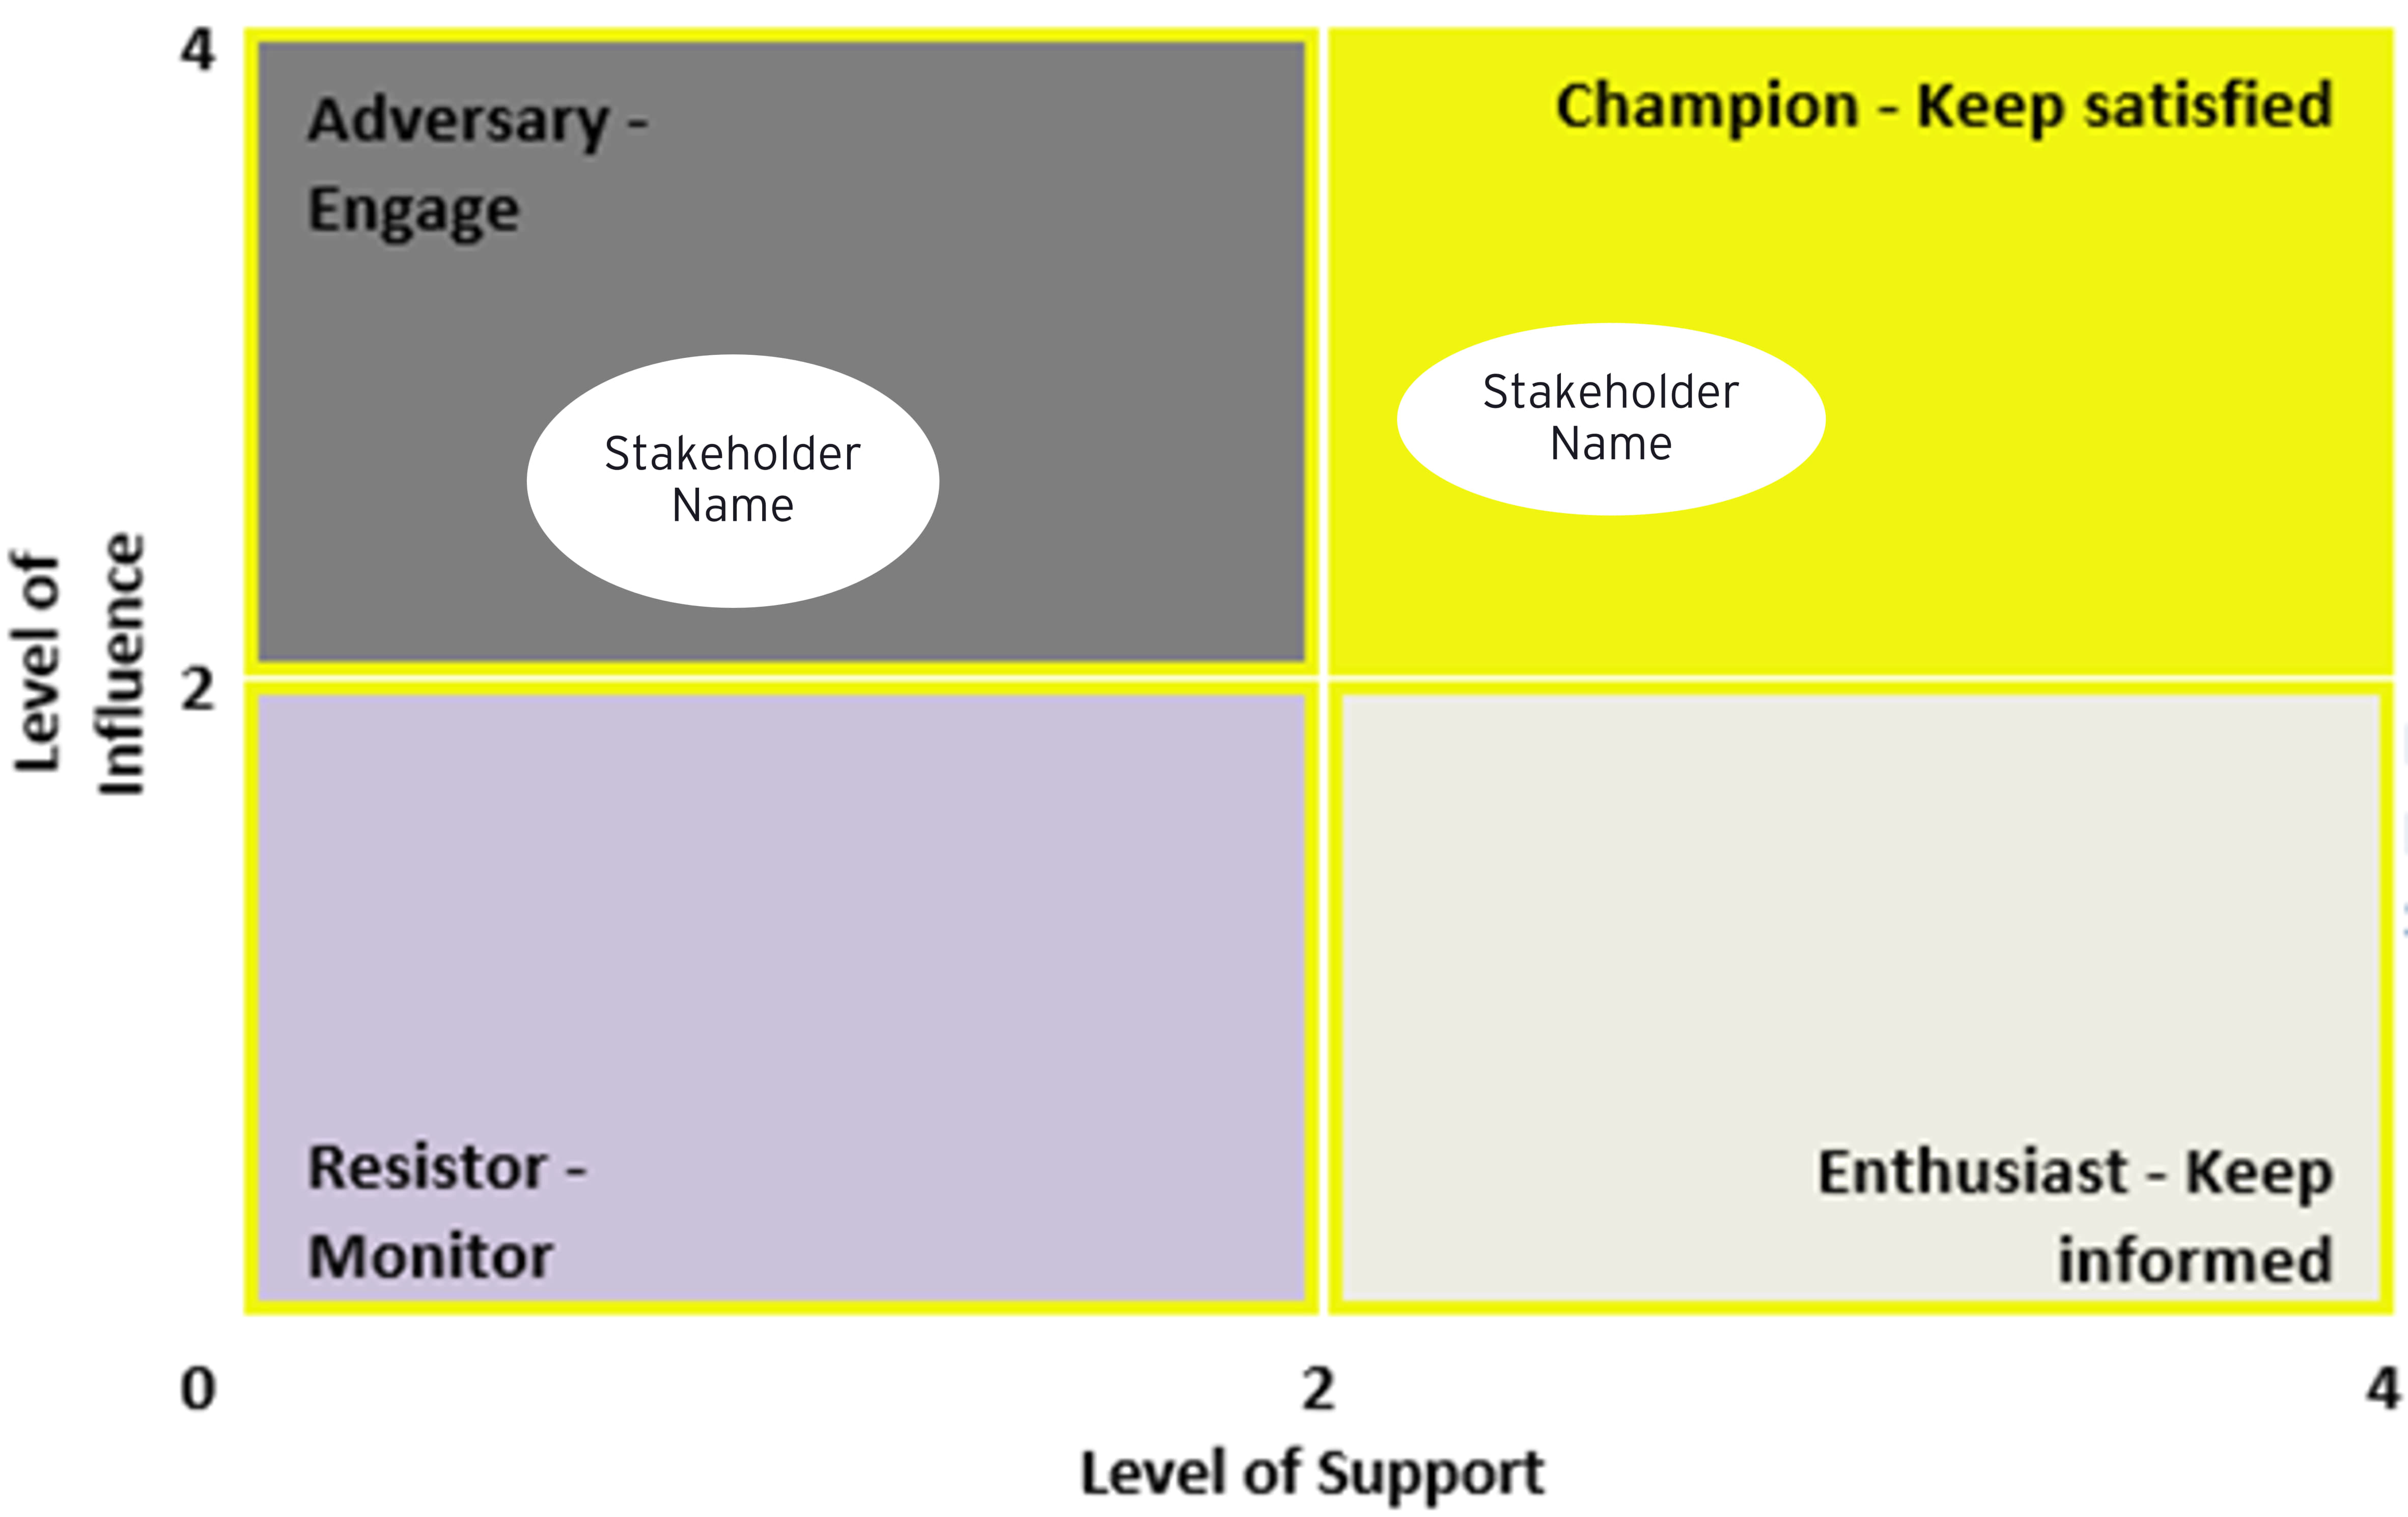 4
Adversary -
Engage
Champion - Keep satisfied
Stakeholder
Name
Stakeholder
Name
Level of
Influence
2
Resistor -
Monitor
Enthusiast - Keep
informed
0
2
4
Level of Support